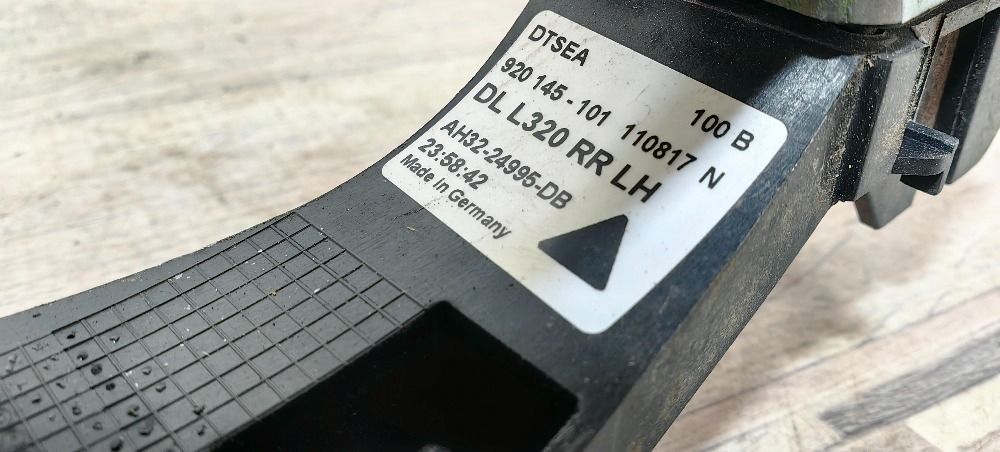 DTSEA
100 B
920 145 - 101 110817 N
DL L320 RR LH
AH32-24995-DB
23:58:42
Made in Germany